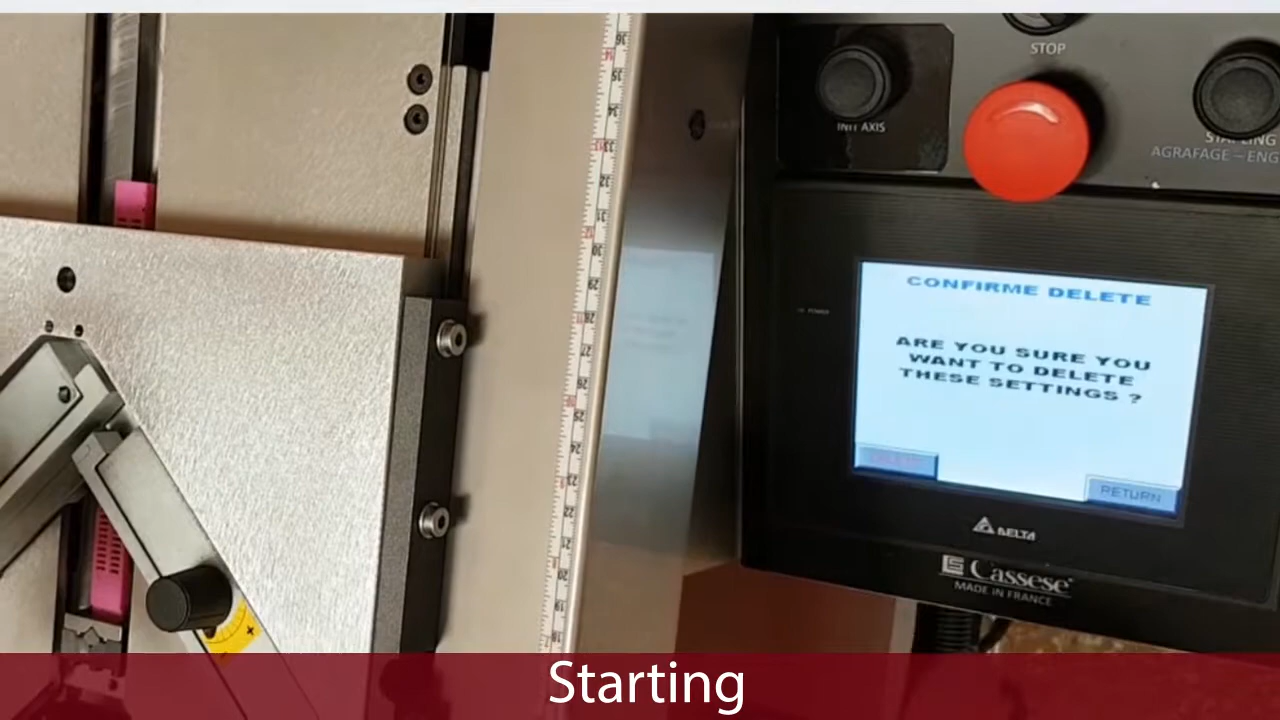 STOP
INIT AXIS
AGRAFAGE – ENG
CONFIRME DELETE
ARE YOU SURE YOU
WANT TO DELETE
THESE SETTINGS ?
RETURN
POWER
DELTA
Cassese
MADE IN FRANCE
Starting